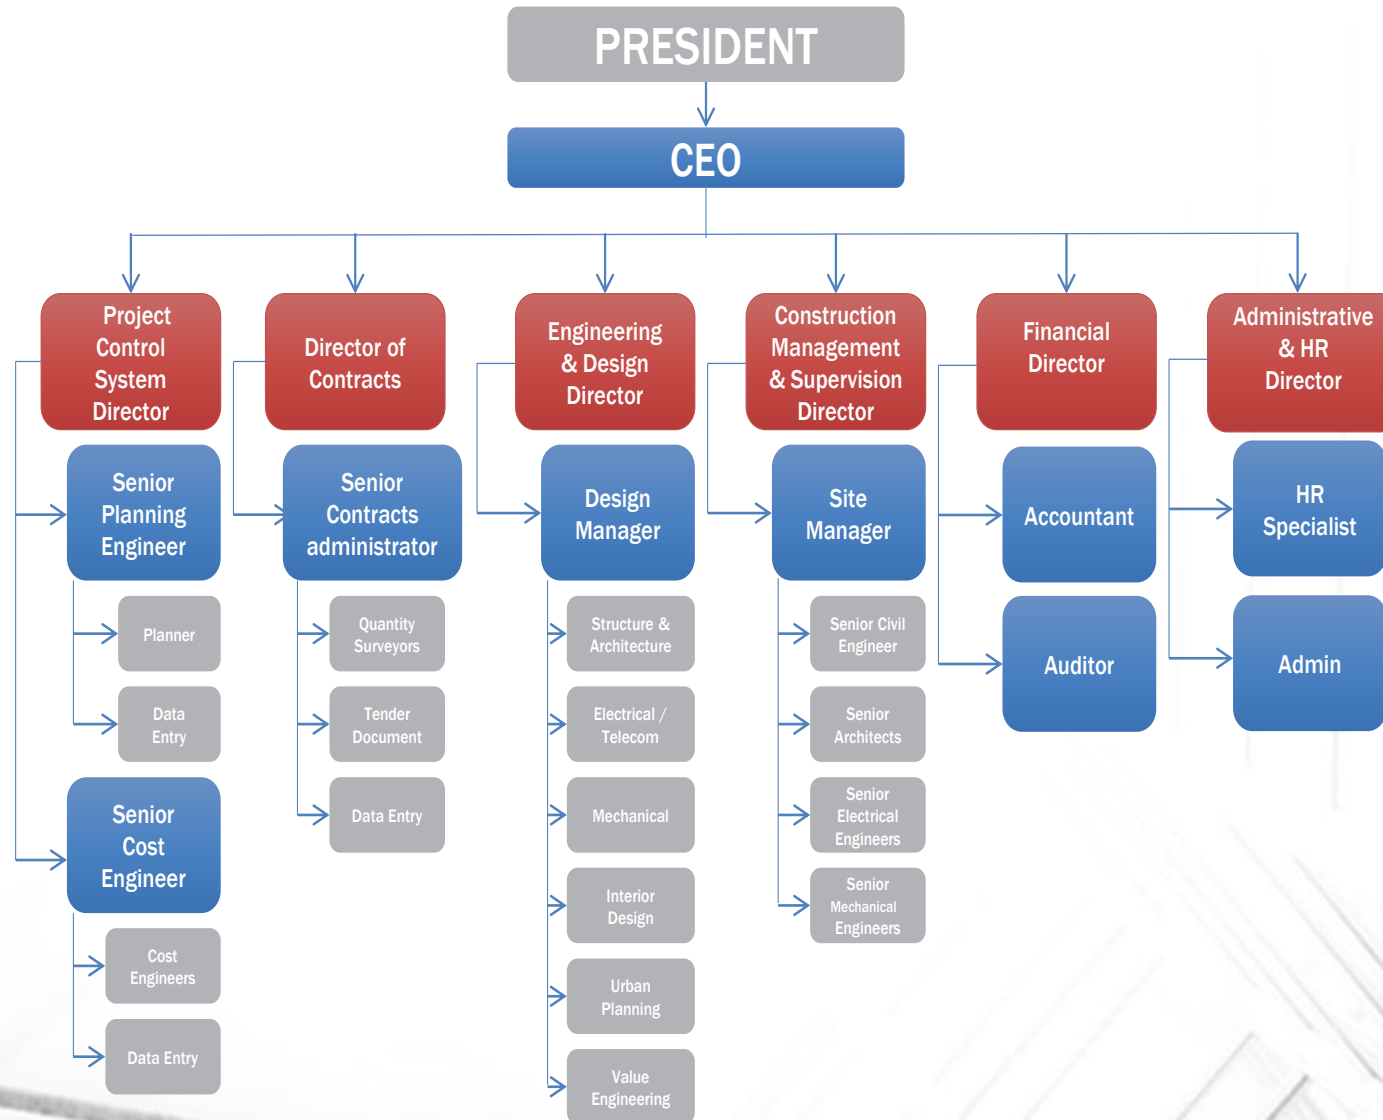 PRESIDENT
CEO
Project
Control
System
Director
Director of
Contracts
Engineering
& Design
Director
Construction
Management
& Supervision
Director
Financial
Director
Administrative
& HR
Director
Senior
Planning
Engineer
Senior
Contracts
administrator
Design
Manager
Site
Manager
Accountant
HR
Specialist
Planner
Quantity
Surveyors
Structure &
Architecture
Senior Civil
Engineer
Auditor
Admin
Data
Entry
Tender
Document
Electrical /
Telecom
Senior
Architects
Senior
Cost
Engineer
Data Entry
Mechanical
Senior
Electrical
Engineers
Interior
Design
Senior
Mechanical
Engineers
Cost
Engineers
Urban
Planning
Data Entry
Value
Engineering